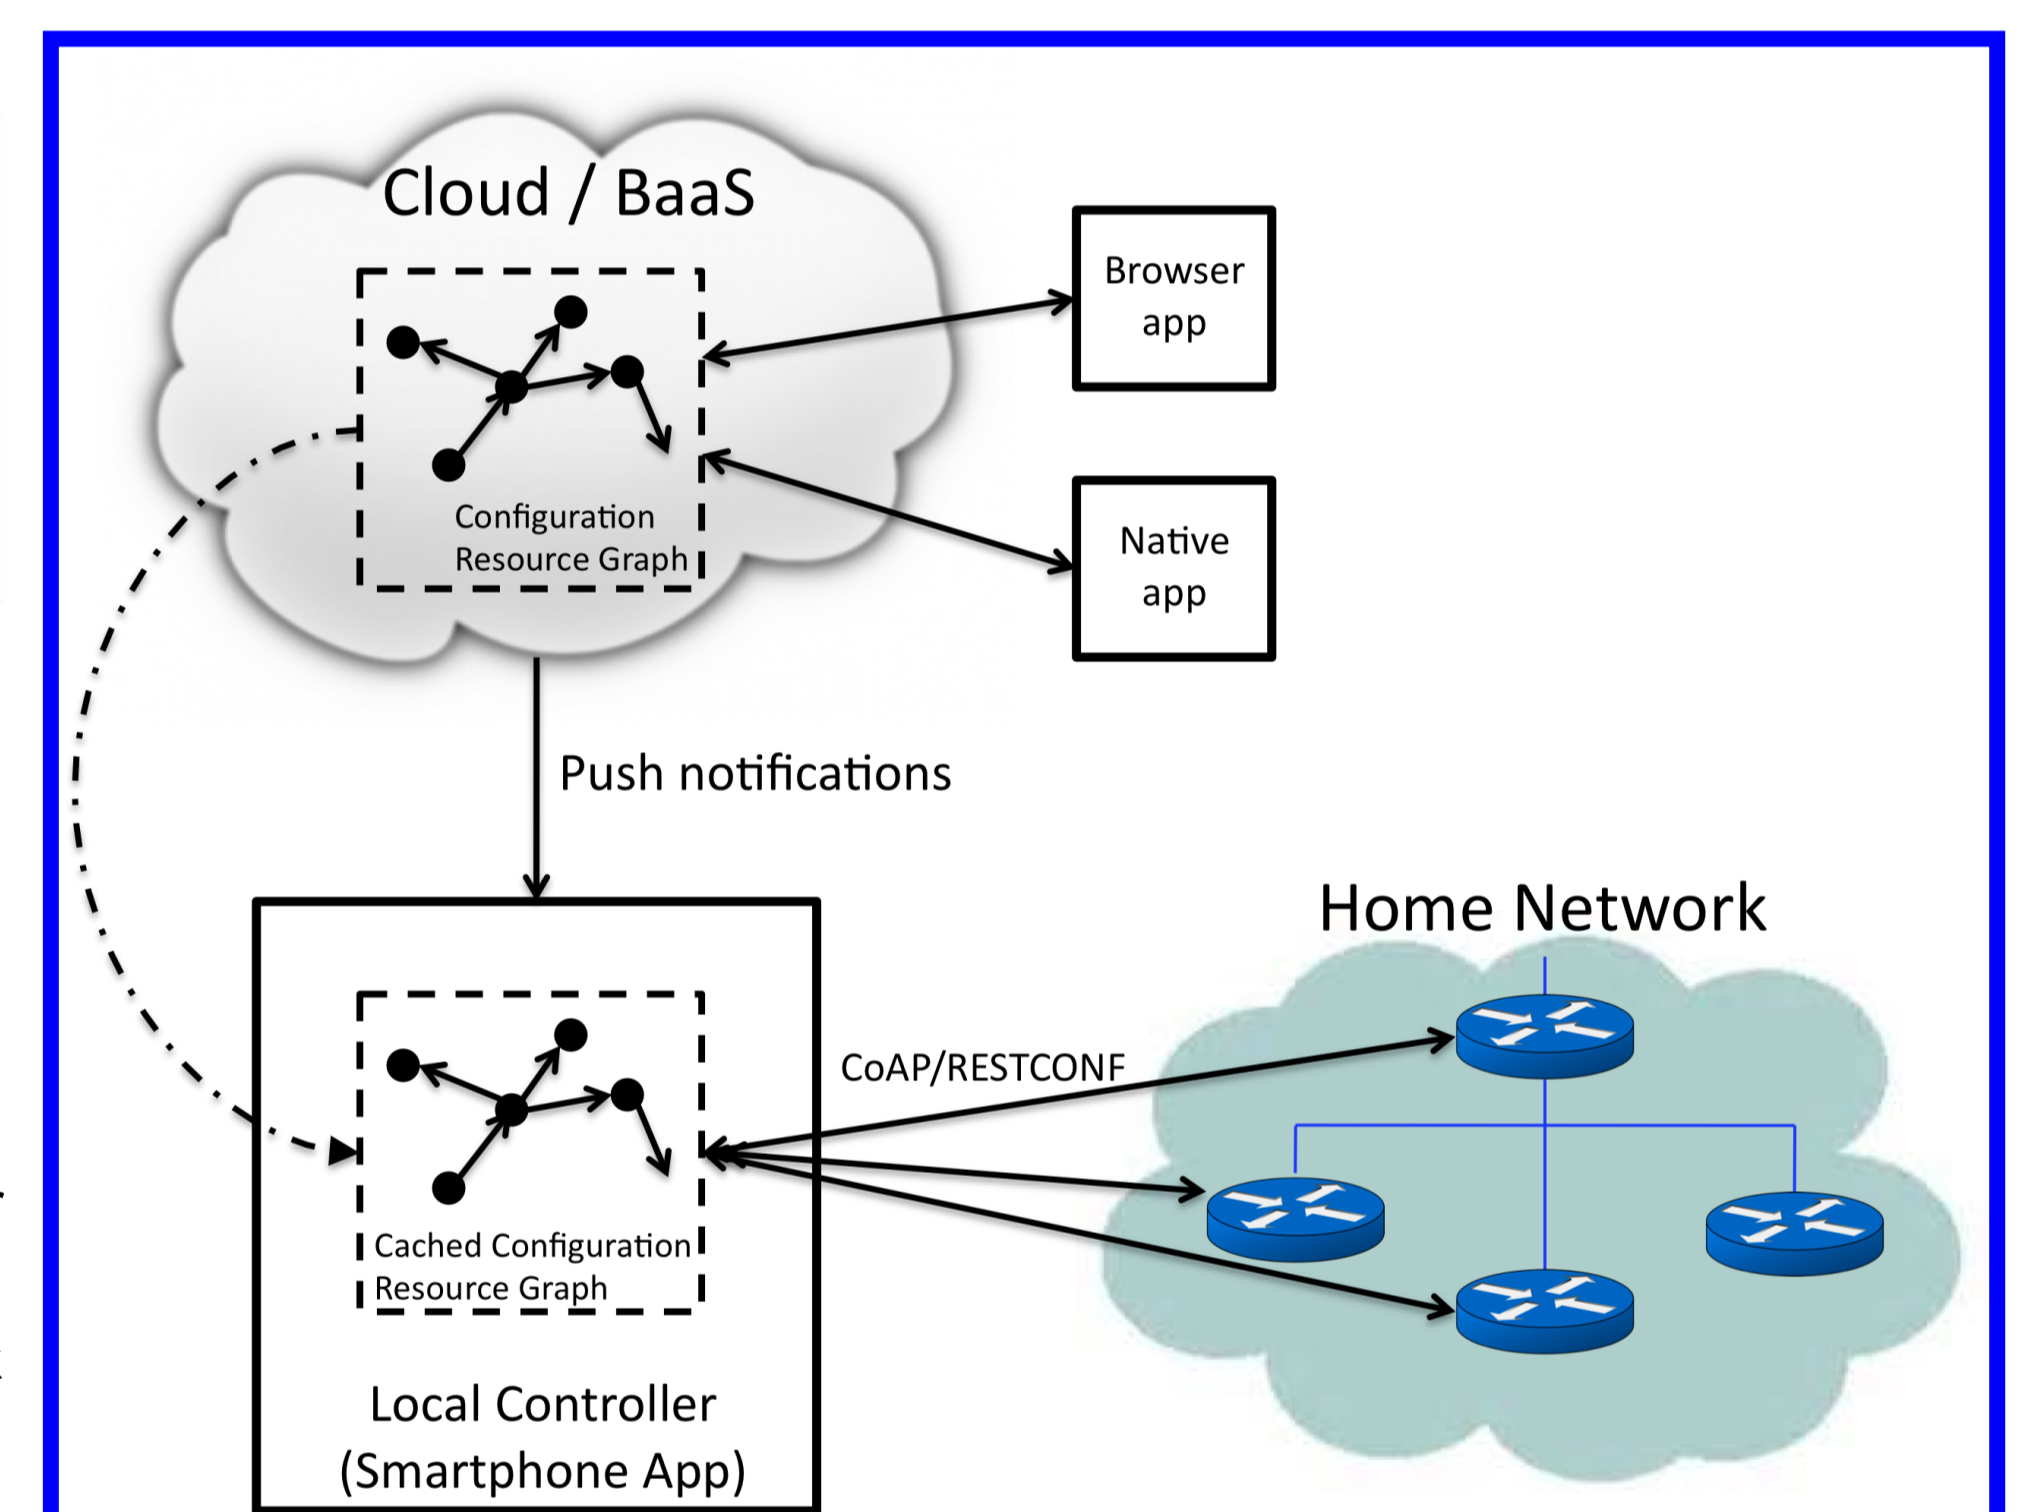 Cloud / BaaS
Configuration
Resource Graph
Browser
app
Native
app
Push notifications
Home Network
CoAP/RESTCONF
Cached Configuration
Resource Graph
Local Controller
(Smartphone App)